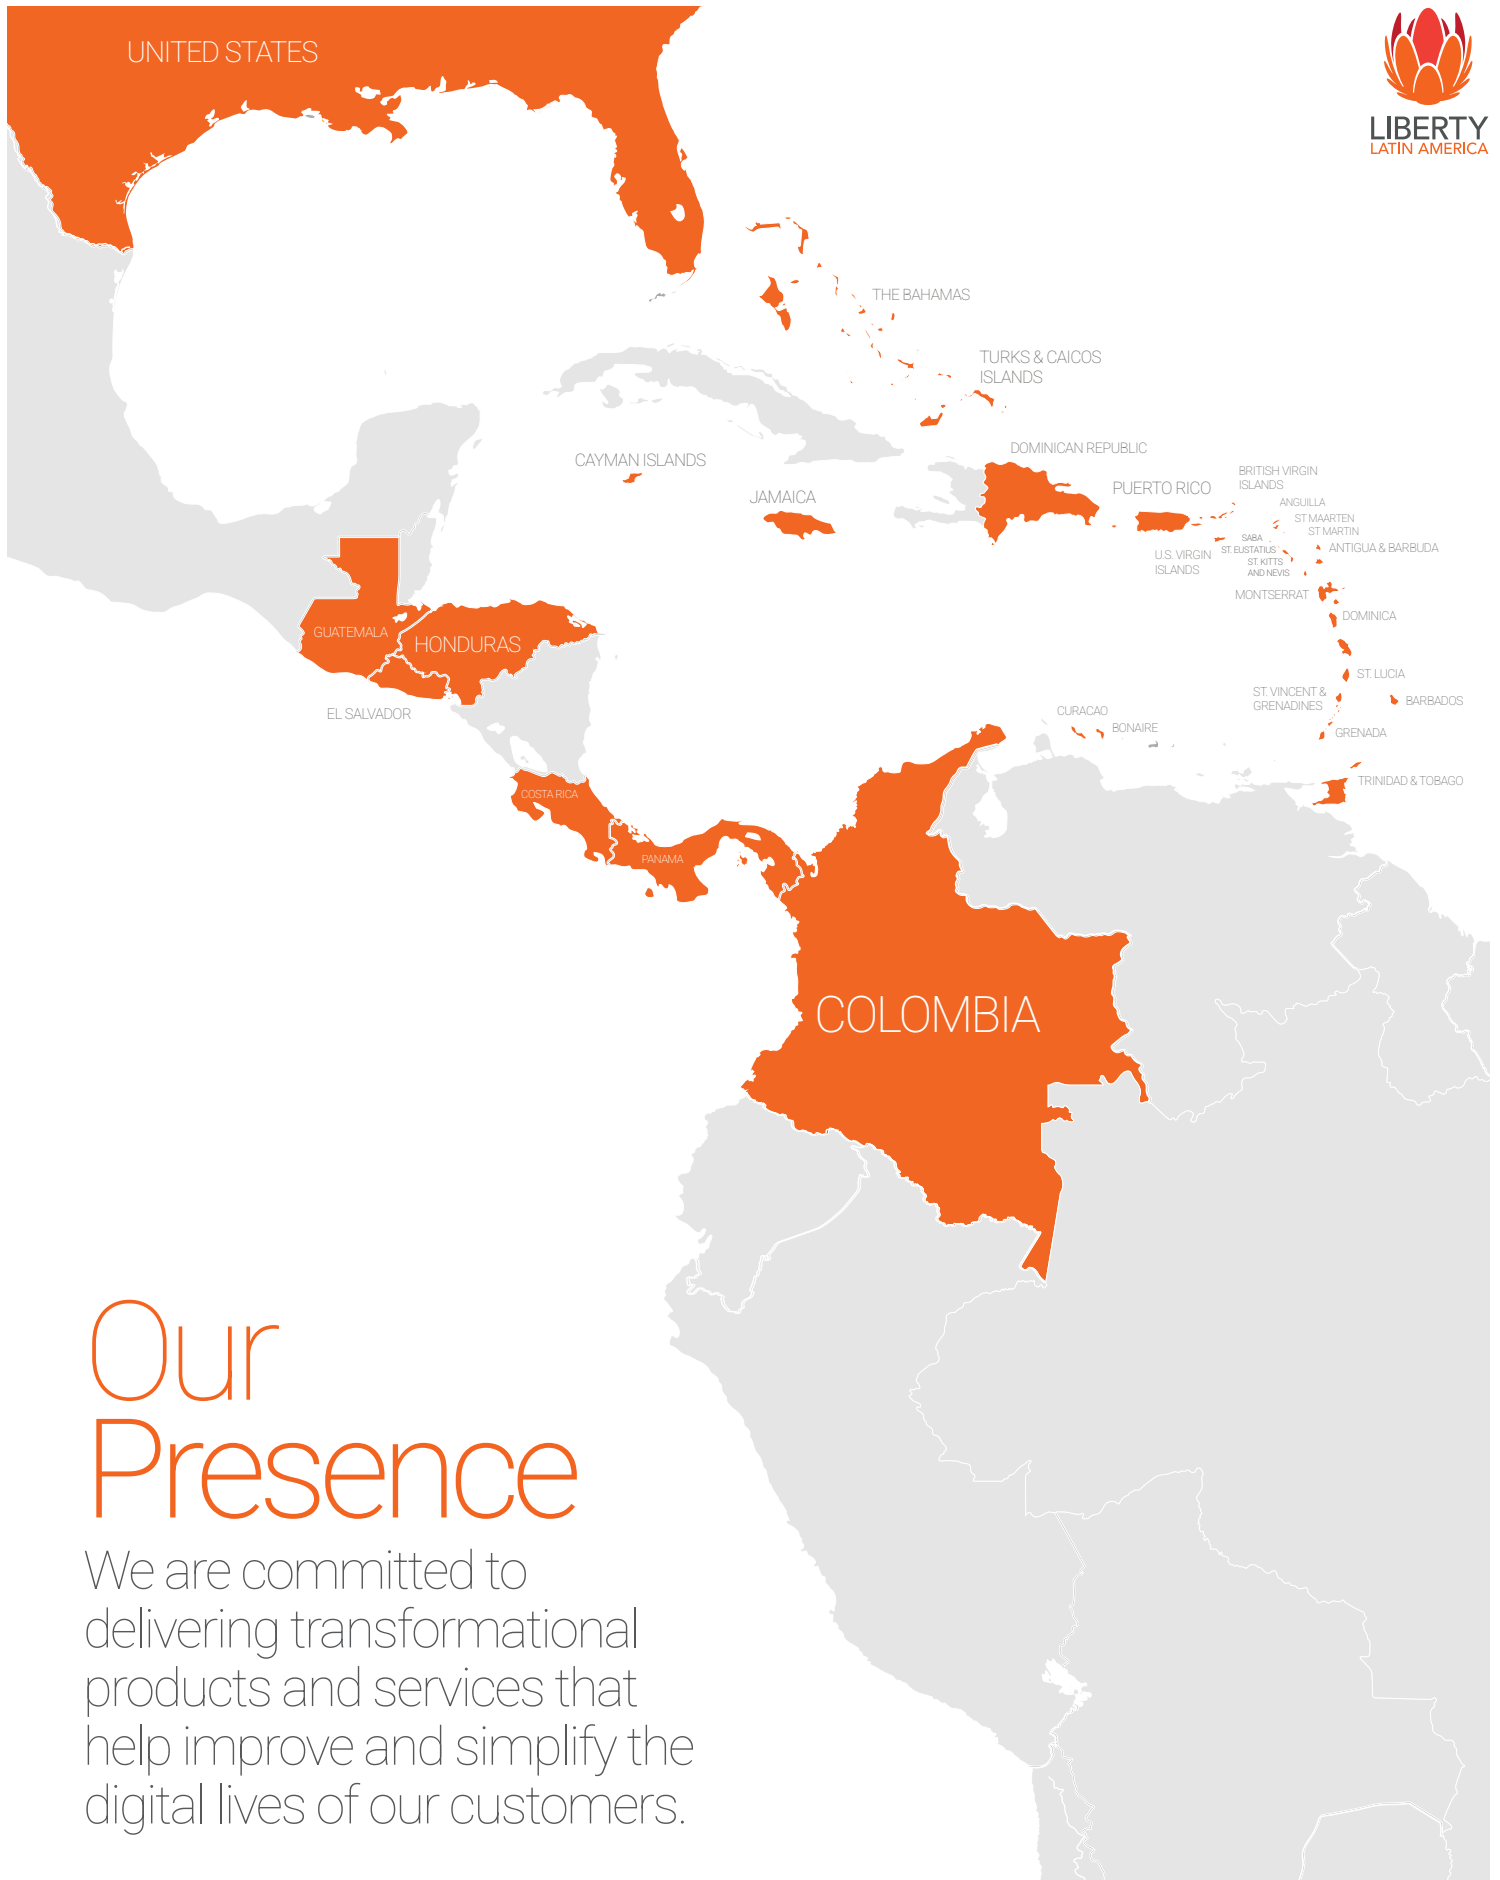 UNITED STATES
LIBERTY
LATIN AMERICA
THE BAHAMAS
TURKS & CAICOS
ISLANDS
CAYMAN ISLANDS
JAMAICA
DOMINICAN REPUBLIC
PUERTO RICO
BRITISH VIRGIN
ISLANDS
ANGUILLA
ST MAARTEN
ST MARTIN
U.S. VIRGIN
ISLANDS
SABA
ST. EUSTATIUS
ST. KITTS
AND NEVIS
ANTIGUA & BARBUDA
MONTSERRAT
DOMINICA
ST. LUCIA
ST. VINCENT &
GRENADINES
BARBADOS
GRENADA
TRINIDAD & TOBAGO
CURACAO
BONAIRE
GUATEMALA
HONDURAS
EL SALVADOR
COSTA RICA
PANAMA
COLOMBIA
Our
Presence
We are committed to
delivering transformational
products and services that
help improve and simplify the
digital lives of our customers.